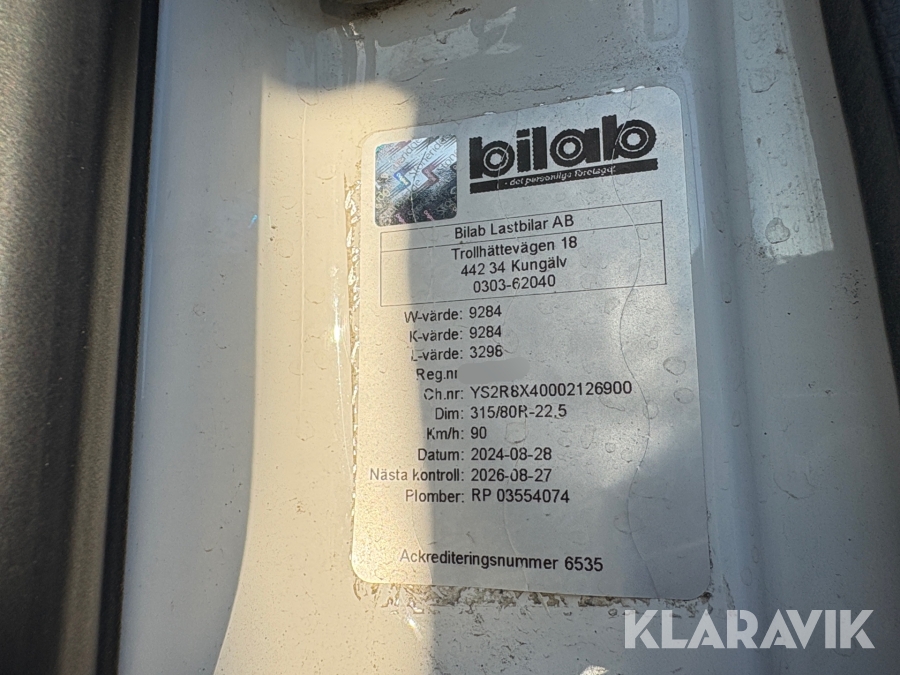 bilab
- det personliga företaget
Bilab Lastbilar AB
Trollhättevägen 18
442 34 Kungälv
0303-62040
W-värde: 9284
K-värde: 9284
L-värde: 3298
Reg.nr
Ch.nr: YS2R8X40002126900
Dim: 315/80R-22,5
Km/h: 90
Datum: 2024-08-28
Nästa kontroll: 2026-08-27
Plomber: RP 03554074
Ackrediteringsnummer 6535
KLARAVIK